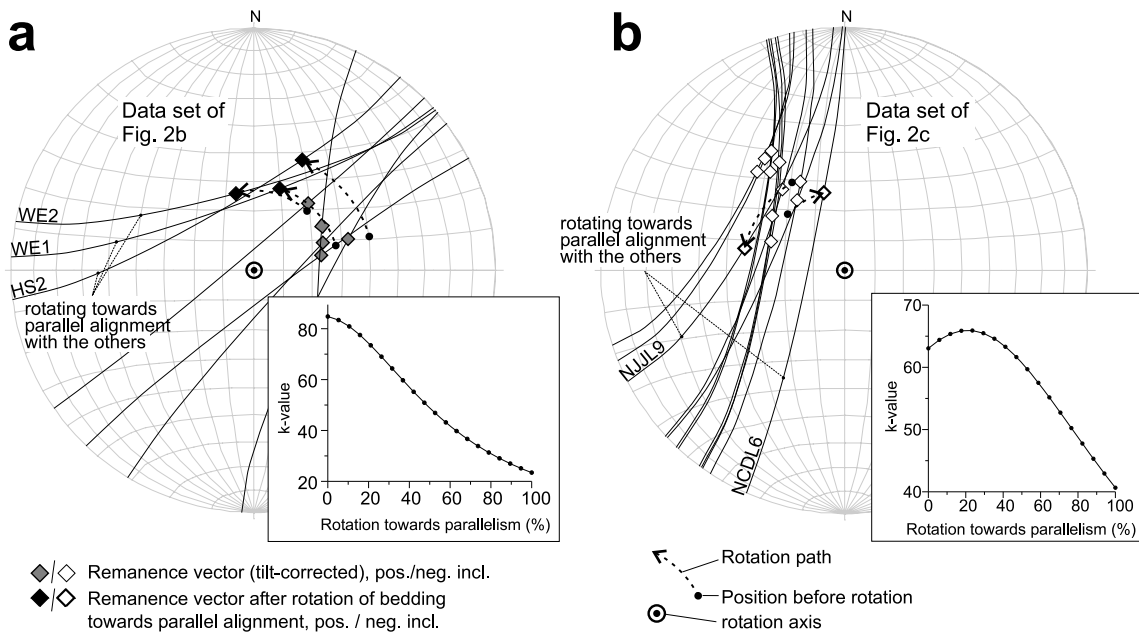 a
N
Data set of
Fig. 2b
WE2
WE1
HS2
rotating towards
parallel alignment
with the others
80
60
40
20
k-value
0 20 40 60 80 100
Rotation towards parallelism (%)
b
N
Data set of
Fig. 2c
rotating towards
parallel alignment
with the others
NJJL9
NCDL6
70
60
50
40
k-value
0 20 40 60 80 100
Rotation towards parallelism (%)
/ Remanence vector (tilt-corrected), pos./neg. incl.
/ Remanence vector after rotation of bedding
towards parallel alignment, pos. / neg. incl.
Rotation path
Position before rotation
rotation axis